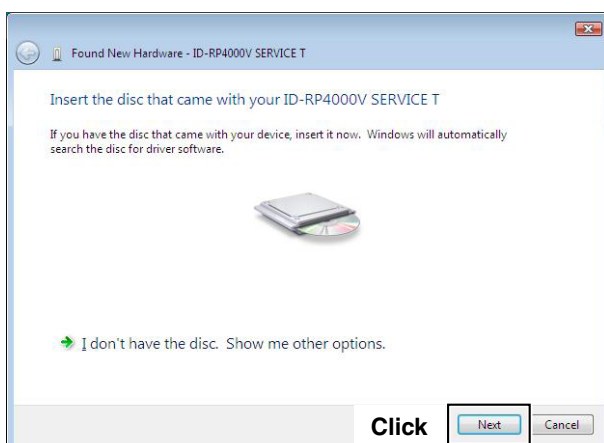 Found New Hardware - ID-RP4000V SERVICE T
Insert the disc that came with your ID-RP4000V SERVICE T
If you have the disc that came with your device, insert it now. Windows will automatically
search the disc for driver software.
I don't have the disc. Show me other options.
Click Next Cancel